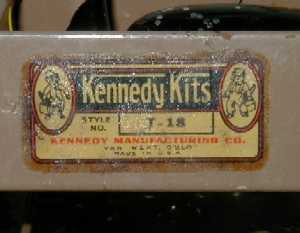 Kennedy Kits
STYLE
NO. T-18
KENNEDY MANUFACTURING CO.
VAN WERT, OHIO
MADE IN U.S.A.